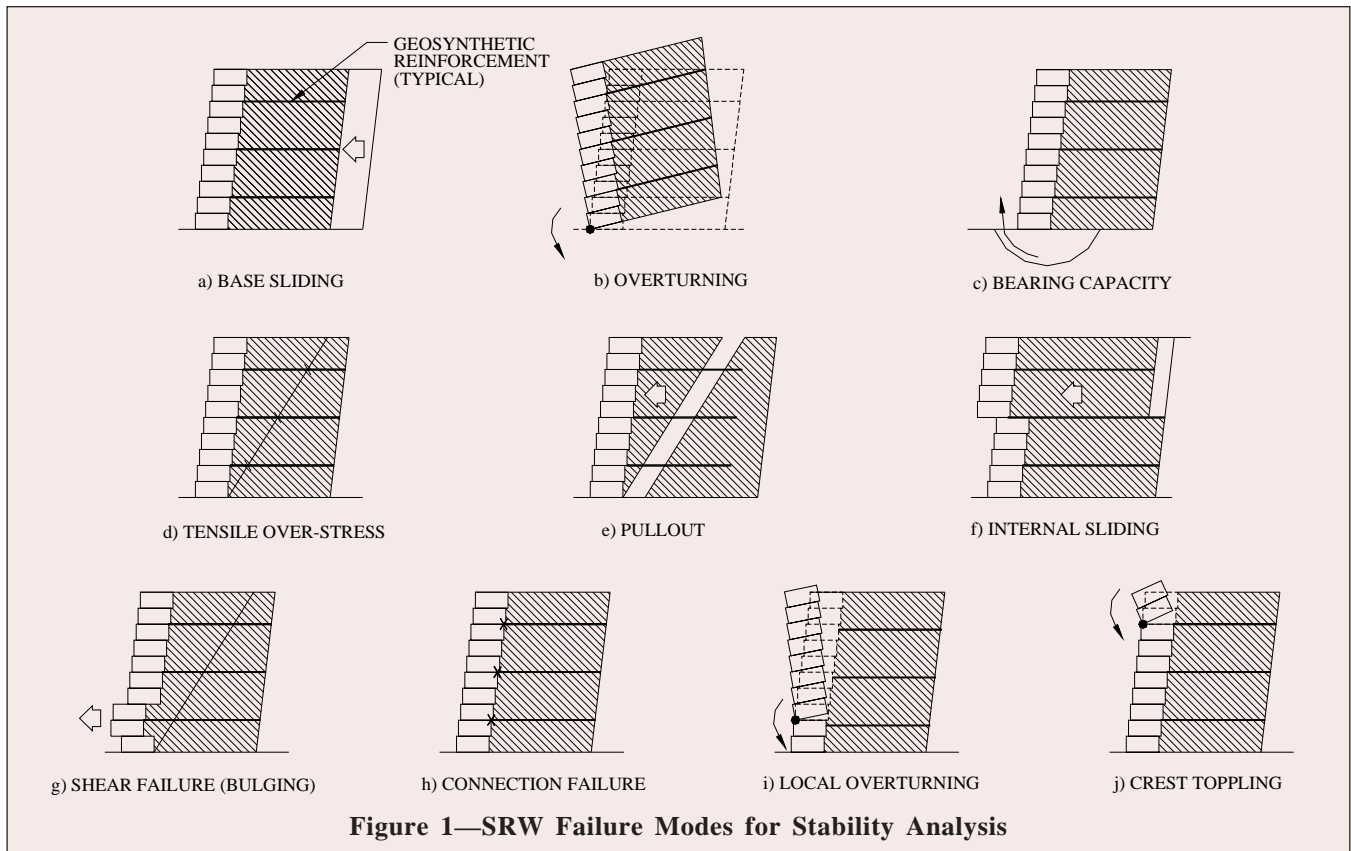 GEOSYNTHETIC
REINFORCEMENT
(TYPICAL)
a) BASE SLIDING
b) OVERTURNING
c) BEARING CAPACITY
d) TENSILE OVER-STRESS
e) PULLOUT
f) INTERNAL SLIDING
g) SHEAR FAILURE (BULGING)
h) CONNECTION FAILURE
i) LOCAL OVERTURNING
j) CREST TOPPLING
Figure 1—SRW Failure Modes for Stability Analysis